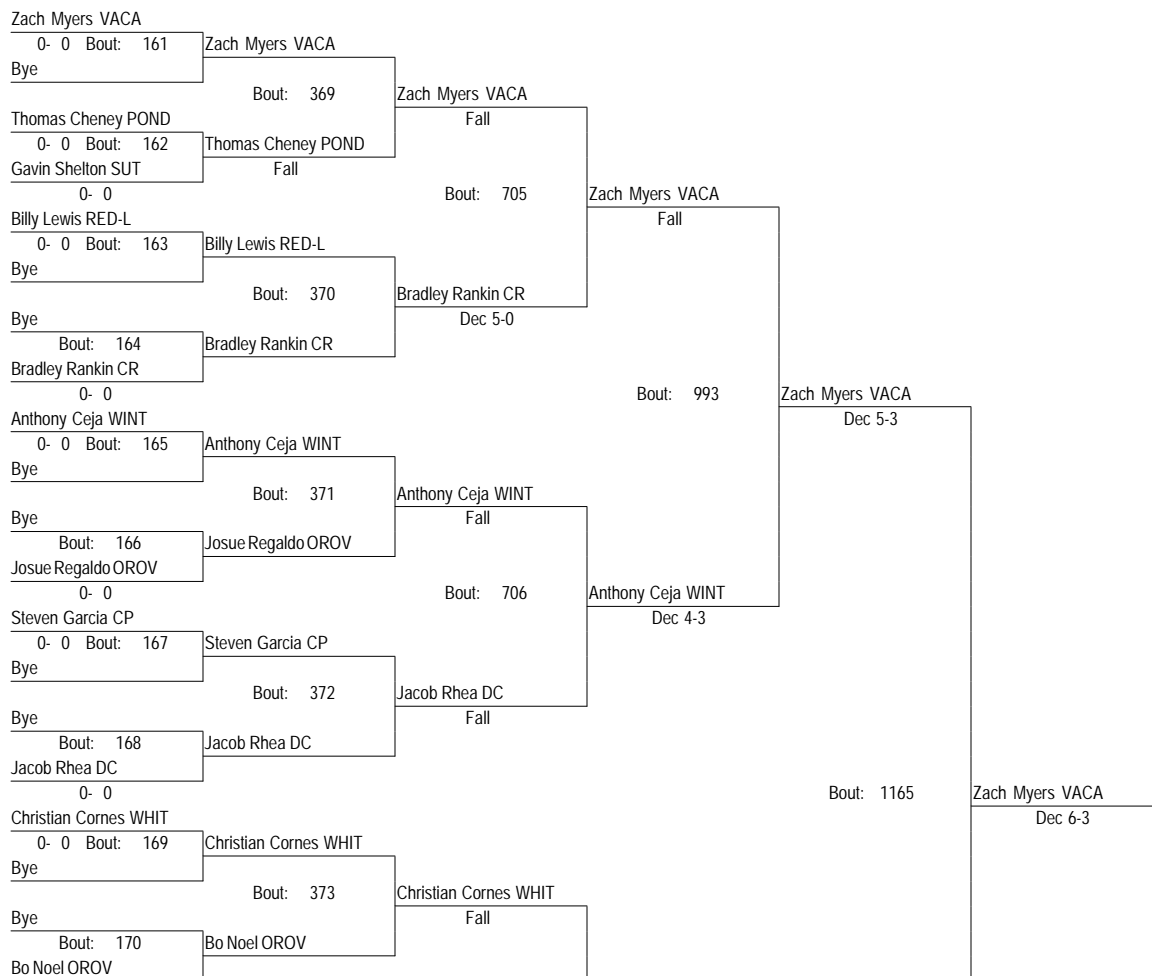 Zach Myers VACA
0- 0 Bout: 161 Zach Myers VACA
Bye
Bout: 369 Zach Myers VACA
Thomas Cheney POND Fall
0- 0 Bout: 162 Thomas Cheney POND
Gavin Shelton SUT Fall
0- 0 Bout: 705 Zach Myers VACA
Billy Lewis RED-L Fall
0- 0 Bout: 163 Billy Lewis RED-L
Bye
Bout: 370 Bradley Rankin CR
Bye Dec 5-0
Bout: 164 Bradley Rankin CR
Bradley Rankin CR
0- 0 Bout: 993 Zach Myers VACA
Anthony Ceja WINT Dec 5-3
0- 0 Bout: 165 Anthony Ceja WINT
Bye
Bout: 371 Anthony Ceja WINT
Bye Fall
Bout: 166 Josue Regaldo OROV
Josue Regaldo OROV
0- 0 Bout: 706 Anthony Ceja WINT
Steven Garcia CP Dec 4-3
0- 0 Bout: 167 Steven Garcia CP
Bye
Bout: 372 Jacob Rhea DC
Bye Fall
Bout: 168 Jacob Rhea DC
Jacob Rhea DC
0- 0 Bout: 1165 Zach Myers VACA
Christian Cornes WHIT Dec 6-3
0- 0 Bout: 169 Christian Cornes WHIT
Bye
Bout: 373 Christian Cornes WHIT
Bye Fall
Bout: 170 Bo Noel OROV
Bo Noel OROV